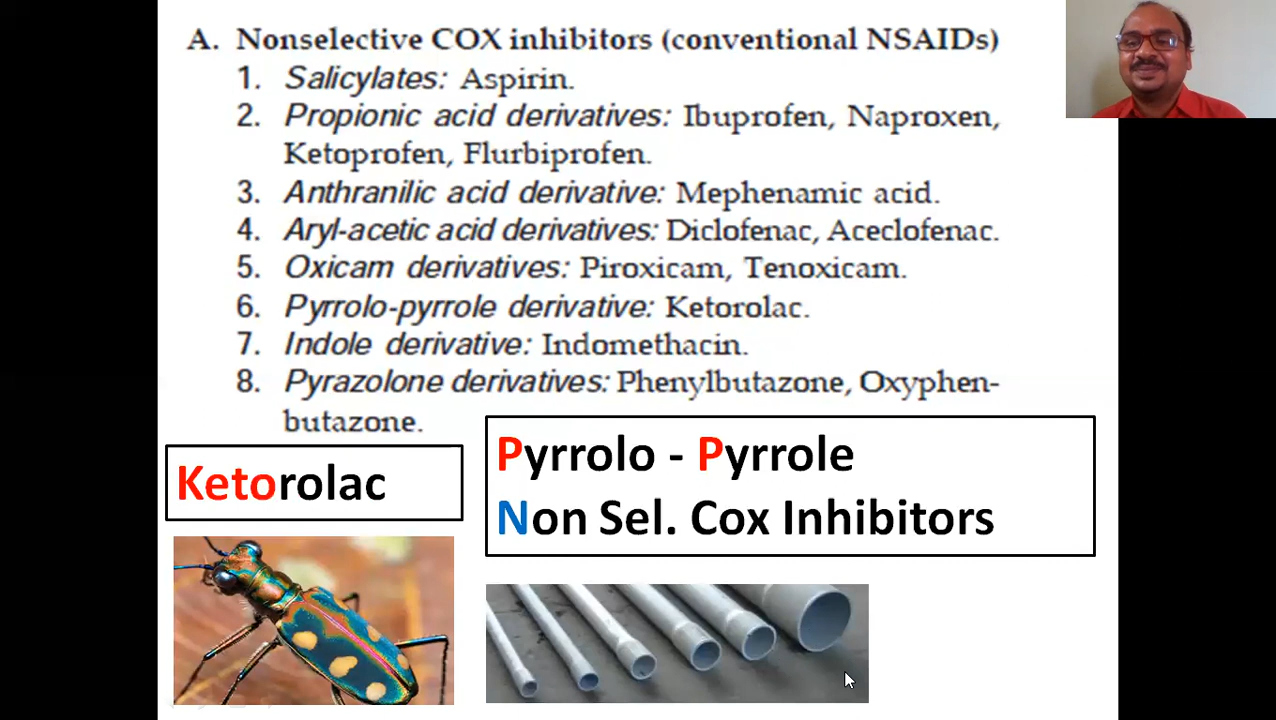 A. Nonselective COX inhibitors (conventional NSAIDs)
1. Salicylates: Aspirin.
2. Propionic acid derivatives: Ibuprofen, Naproxen,
Ketoprofen, Flurbiprofen.
3. Anthranilic acid derivative: Mephenamic acid.
4. Aryl-acetic acid derivatives: Diclofenac, Aceclofenac.
5. Oxicam derivatives: Piroxicam, Tenoxicam.
6. Pyrrolo-pyrrole derivative: Ketorolac.
7. Indole derivative: Indomethacin.
8. Pyrazolone derivatives: Phenylbutazone, Oxyphen-
butazone.
Ketorolac
Pyrrolo - Pyrrole
Non Sel. Cox Inhibitors